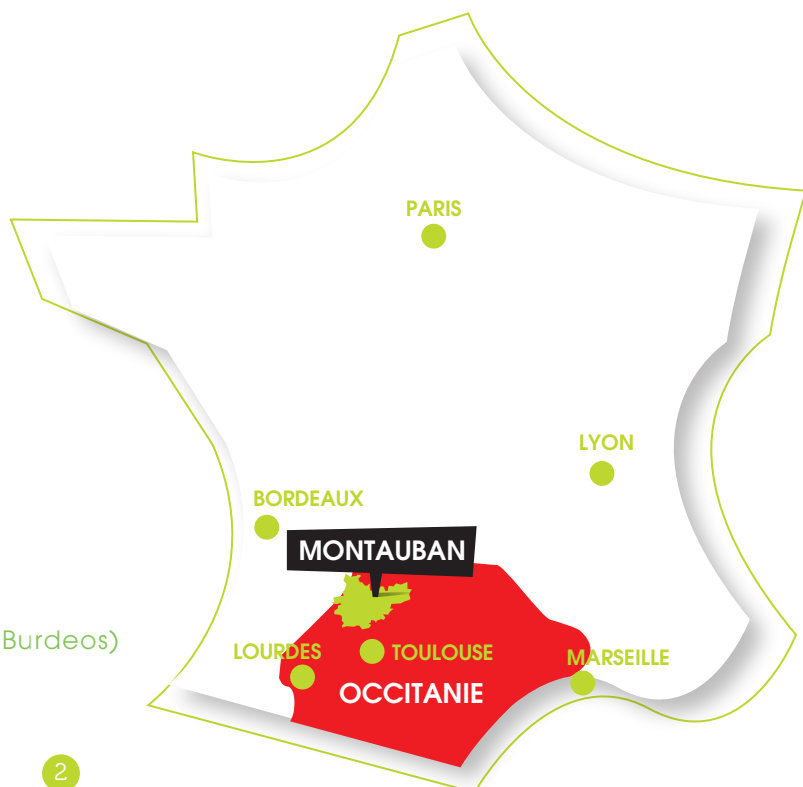 PARIS
LYON
BORDEAUX
MONTAUBAN
Burdeos)
LOURDES
TOULOUSE
MARSEILLE
OCCITANIE
2